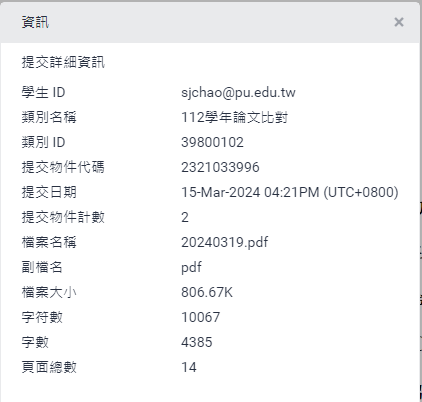 資訊
提交詳細資訊
學生 ID sjchao@pu.edu.tw
類別名稱 112學年論文比對
類別 ID 39800102
提交物件代碼 2321033996
提交日期 15-Mar-2024 04:21PM (UTC+0800)
提交物件計數 2
檔案名稱 20240319.pdf
副檔名 pdf
檔案大小 806.67K
字符數 10067
字數 4385
頁面總數 14